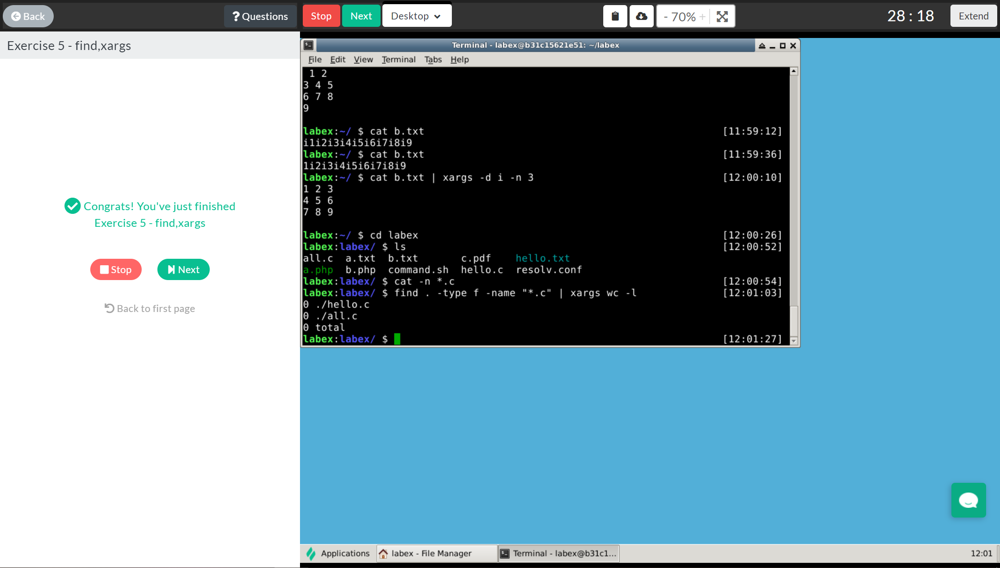 Back
? Questions
Stop
Next
Desktop
- 70% +
28 : 18
Extend
Exercise 5 - find,xargs
Congrats! You've just finished
Exercise 5 - find,xargs
Stop
Next
Back to first page
Terminal - labex@b31c15621e51: ~/labex
File Edit View Terminal Tabs Help
1 2
3 4 5
6 7 8
9
labex:~/ $ cat b.txt [11:59:12]
i1i2i3i4i5i6i7i8i9
labex:~/ $ cat b.txt [11:59:36]
1i2i3i4i5i6i7i8i9
labex:~/ $ cat b.txt | xargs -d i -n 3 [12:00:10]
1 2 3
4 5 6
7 8 9
labex:~/ $ cd labex [12:00:26]
labex:labex/ $ ls [12:00:52]
all.c a.txt b.txt c.pdf hello.txt
a.php b.php command.sh hello.c resolv.conf
labex:labex/ $ cat -n *.c [12:00:54]
labex:labex/ $ find . -type f -name "*.c" | xargs wc -l [12:01:03]
0 ./hello.c
0 ./all.c
0 total
labex:labex/ $ [12:01:27]
Applications
labex - File Manager
Terminal - labex@b31c1...
12:01